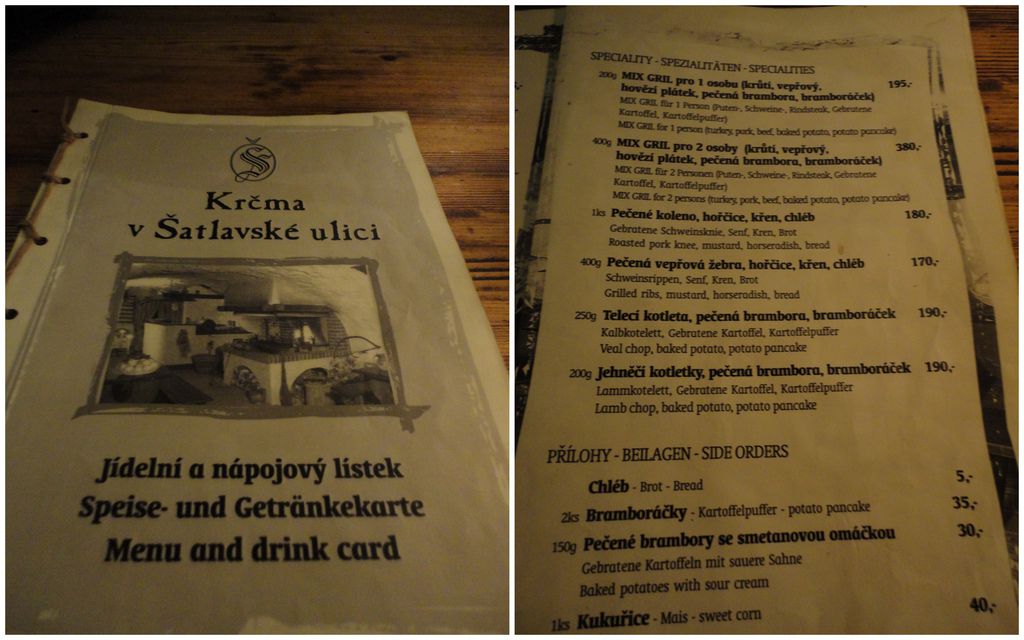 Š
Krčma
v Šatlavské ulici
Jídelní a nápojový lístek
Speise- und Getränkekarte
Menu and drink card
SPECIALITY - SPEZIALITÄTEN - SPECIALITIES
200g MIX GRIL pro 1 osobu (krůtí, vepřový, 195,-
hovězí plátek, pečená brambora, bramboráček)
MIX GRIL für 1 Person (Puten-, Schweine-, Rindsteak, Gebratene
Kartoffel, Kartoffelpuffer)
MIX GRIL for 1 person (turkey, pork, beef, baked potato, potato pancake)
400g MIX GRIL pro 2 osoby (krůtí, vepřový, 380,-
hovězí plátek, pečená brambora, bramboráček)
MIX GRIL für 2 Personen (Puten-, Schweine-, Rindsteak, Gebratene
Kartoffel, Kartoffelpuffer)
MIX GRIL for 2 persons (turkey, pork, beef, baked potato, potato pancake)
1ks Pečené koleno, hořčice, křen, chléb 180,-
Gebratene Schweinsknie, Senf, Kren, Brot
Roasted pork knee, mustard, horseradish, bread
400g Pečená vepřová žebra, hořčice, křen, chléb 170,-
Schweinsrippen, Senf, Kren, Brot
Grilled ribs, mustard, horseradish, bread
250g Telecí kotleta, pečená brambora, bramboráček 190,-
Kalbkotelett, Gebratene Kartoffel, Kartoffelpuffer
Veal chop, baked potato, potato pancake
200g Jehněčí kotletky, pečená brambora, bramboráček 190,-
Lammkotelett, Gebratene Kartoffel, Kartoffelpuffer
Lamb chop, baked potato, potato pancake
PŘÍLOHY - BEILAGEN - SIDE ORDERS
Chléb - Brot - Bread 5,-
2ks Bramboráčky - Kartoffelpuffer - potato pancake 35,-
150g Pečené brambory se smetanovou omáčkou 30,-
Gebratene Kartoffeln mit sauere Sahne
Baked potatoes with sour cream
1ks Kukuřice - Mais - sweet corn 40,-